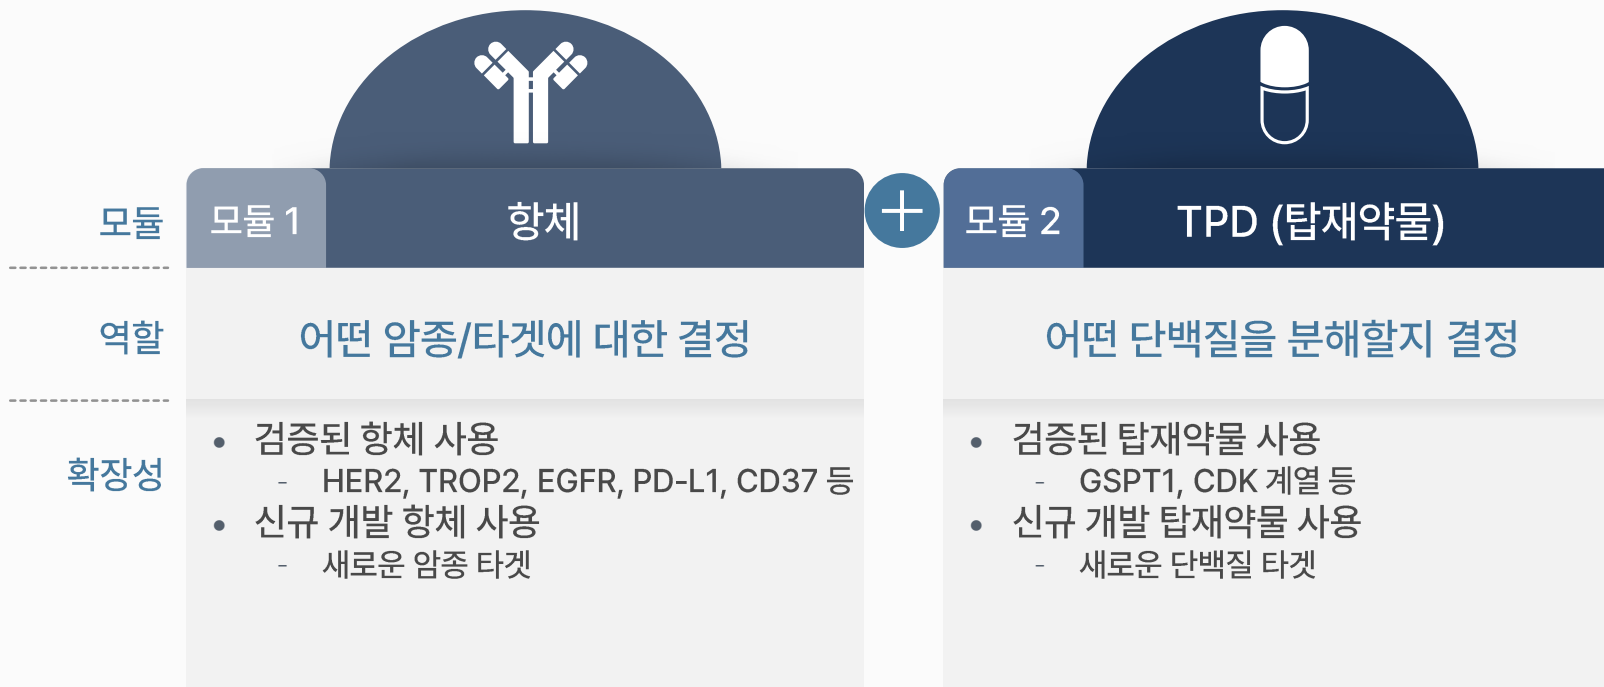 모듈
모듈 1
항체
+
모듈 2
TPD (탑재약물)
역할
어떤 암종/타겟에 대한 결정
어떤 단백질을 분해할지 결정
확장성
• 검증된 항체 사용
- HER2, TROP2, EGFR, PD-L1, CD37 등
• 신규 개발 항체 사용
- 새로운 암종 타겟
• 검증된 탑재약물 사용
- GSPT1, CDK 계열 등
• 신규 개발 탑재약물 사용
- 새로운 단백질 타겟